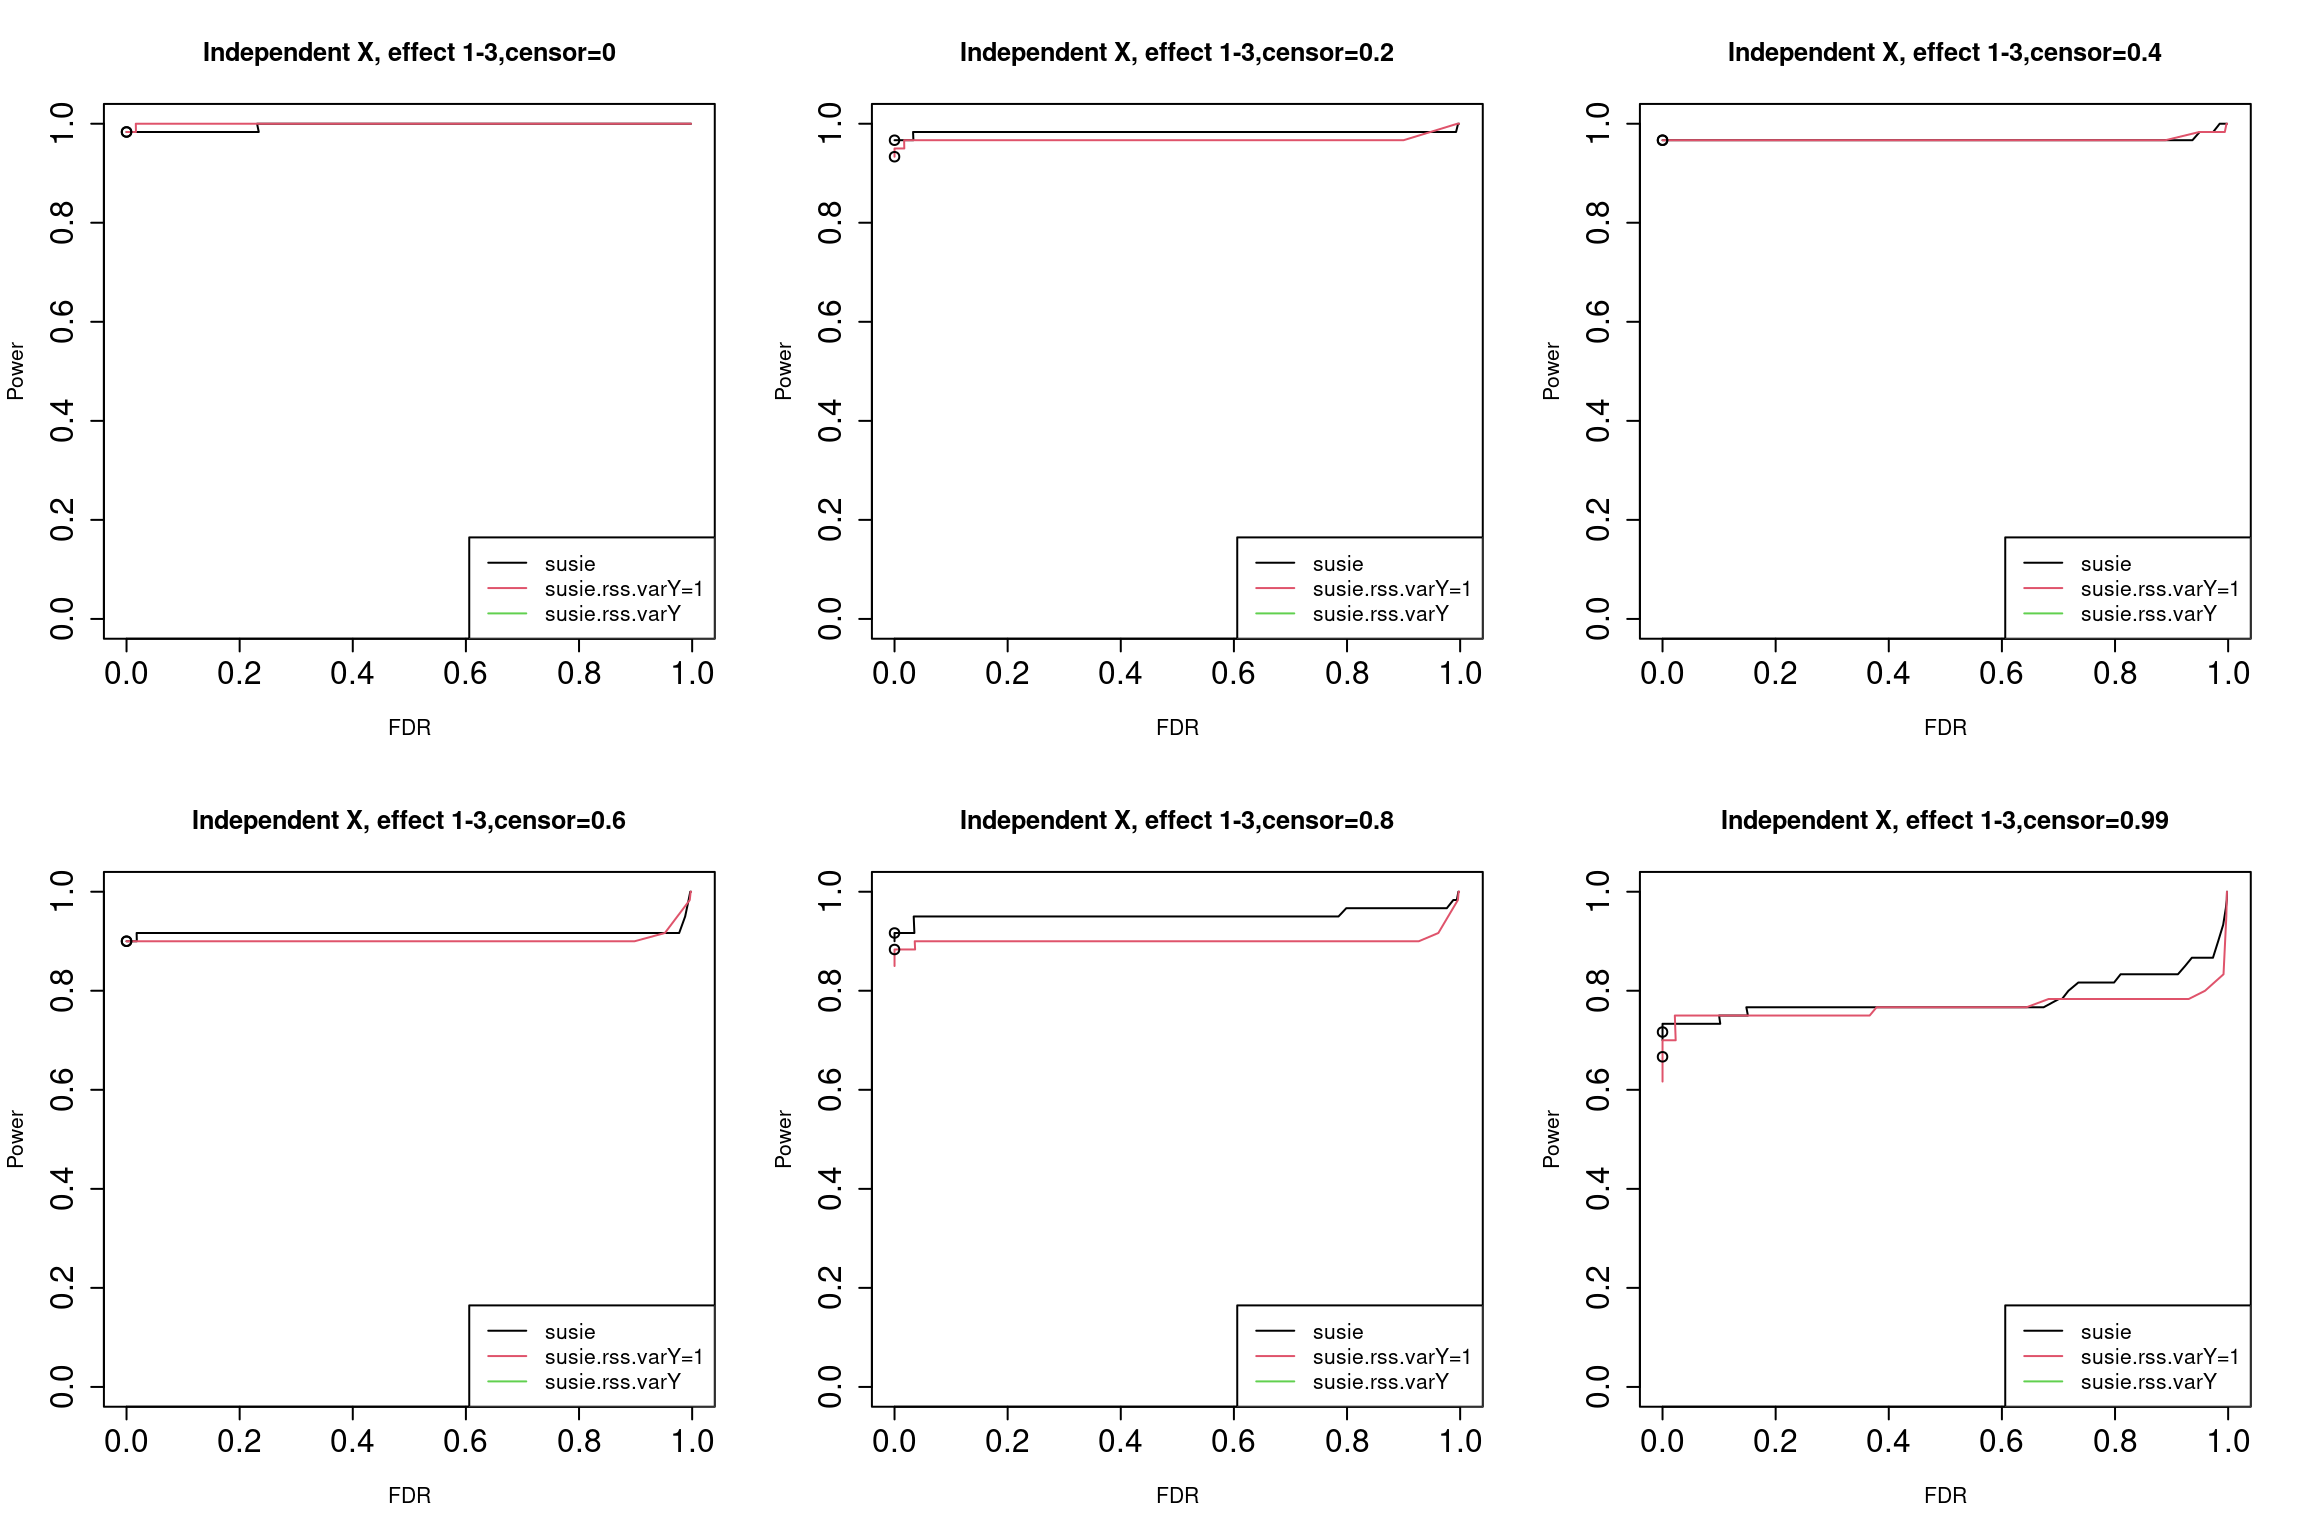 Independent X, effect 1-3,censor=0
Power
1.0
0.8
0.6
0.4
0.2
0.0
susie
susie.rss.varY=1
susie.rss.varY
0.0 0.2 0.4 0.6 0.8 1.0
FDR
Independent X, effect 1-3,censor=0.2
Power
1.0
0.8
0.6
0.4
0.2
0.0
susie
susie.rss.varY=1
susie.rss.varY
0.0 0.2 0.4 0.6 0.8 1.0
FDR
Independent X, effect 1-3,censor=0.4
Power
1.0
0.8
0.6
0.4
0.2
0.0
susie
susie.rss.varY=1
susie.rss.varY
0.0 0.2 0.4 0.6 0.8 1.0
FDR
Independent X, effect 1-3,censor=0.6
Power
1.0
0.8
0.6
0.4
0.2
0.0
susie
susie.rss.varY=1
susie.rss.varY
0.0 0.2 0.4 0.6 0.8 1.0
FDR
Independent X, effect 1-3,censor=0.8
Power
1.0
0.8
0.6
0.4
0.2
0.0
susie
susie.rss.varY=1
susie.rss.varY
0.0 0.2 0.4 0.6 0.8 1.0
FDR
Independent X, effect 1-3,censor=0.99
Power
1.0
0.8
0.6
0.4
0.2
0.0
susie
susie.rss.varY=1
susie.rss.varY
0.0 0.2 0.4 0.6 0.8 1.0
FDR